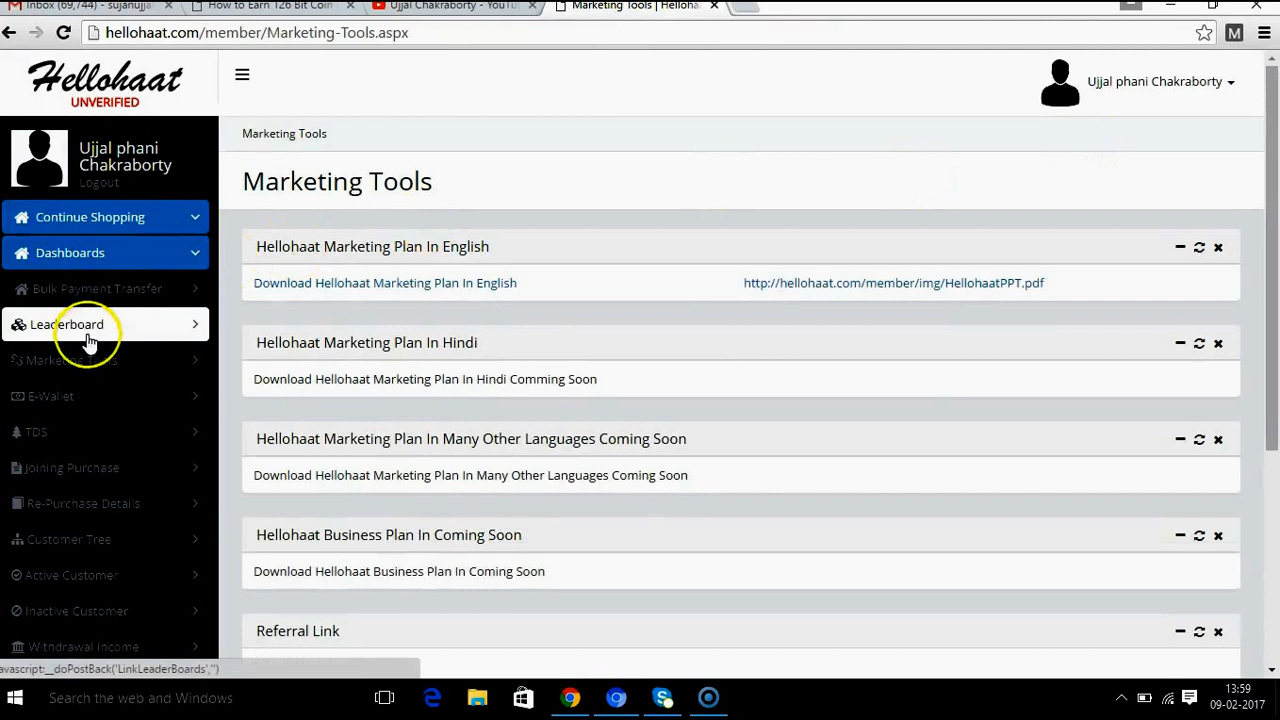 Inbox (69,744) - sujanujja
How to Earn 126 Bit Coin
Ujjal Chakraborty - YouT
Marketing Tools | Helloha
hellohaat.com/member/Marketing-Tools.aspx
M
Hellohaat
UNVERIFIED
Ujjal phani Chakraborty
Ujjal phani
Chakraborty
Logout
Continue Shopping
Dashboards
Bulk Payment Transfer
Leaderboard
Marketing Tools
E-Wallet
TDS
Joining Purchase
Re-Purchase Details
Customer Tree
Active Customer
Inactive Customer
Withdrawal Income
Marketing Tools
Marketing Tools
Hellohaat Marketing Plan In English
Download Hellohaat Marketing Plan In English
http://hellohaat.com/member/img/HellohaatPPT.pdf
Hellohaat Marketing Plan In Hindi
Download Hellohaat Marketing Plan In Hindi Comming Soon
Hellohaat Marketing Plan In Many Other Languages Coming Soon
Download Hellohaat Marketing Plan In Many Other Languages Coming Soon
Hellohaat Business Plan In Coming Soon
Download Hellohaat Business Plan In Coming Soon
Referral Link
avascript:__doPostBack('LinkLeaderBoards','')
Search the web and Windows
13:59
09-02-2017